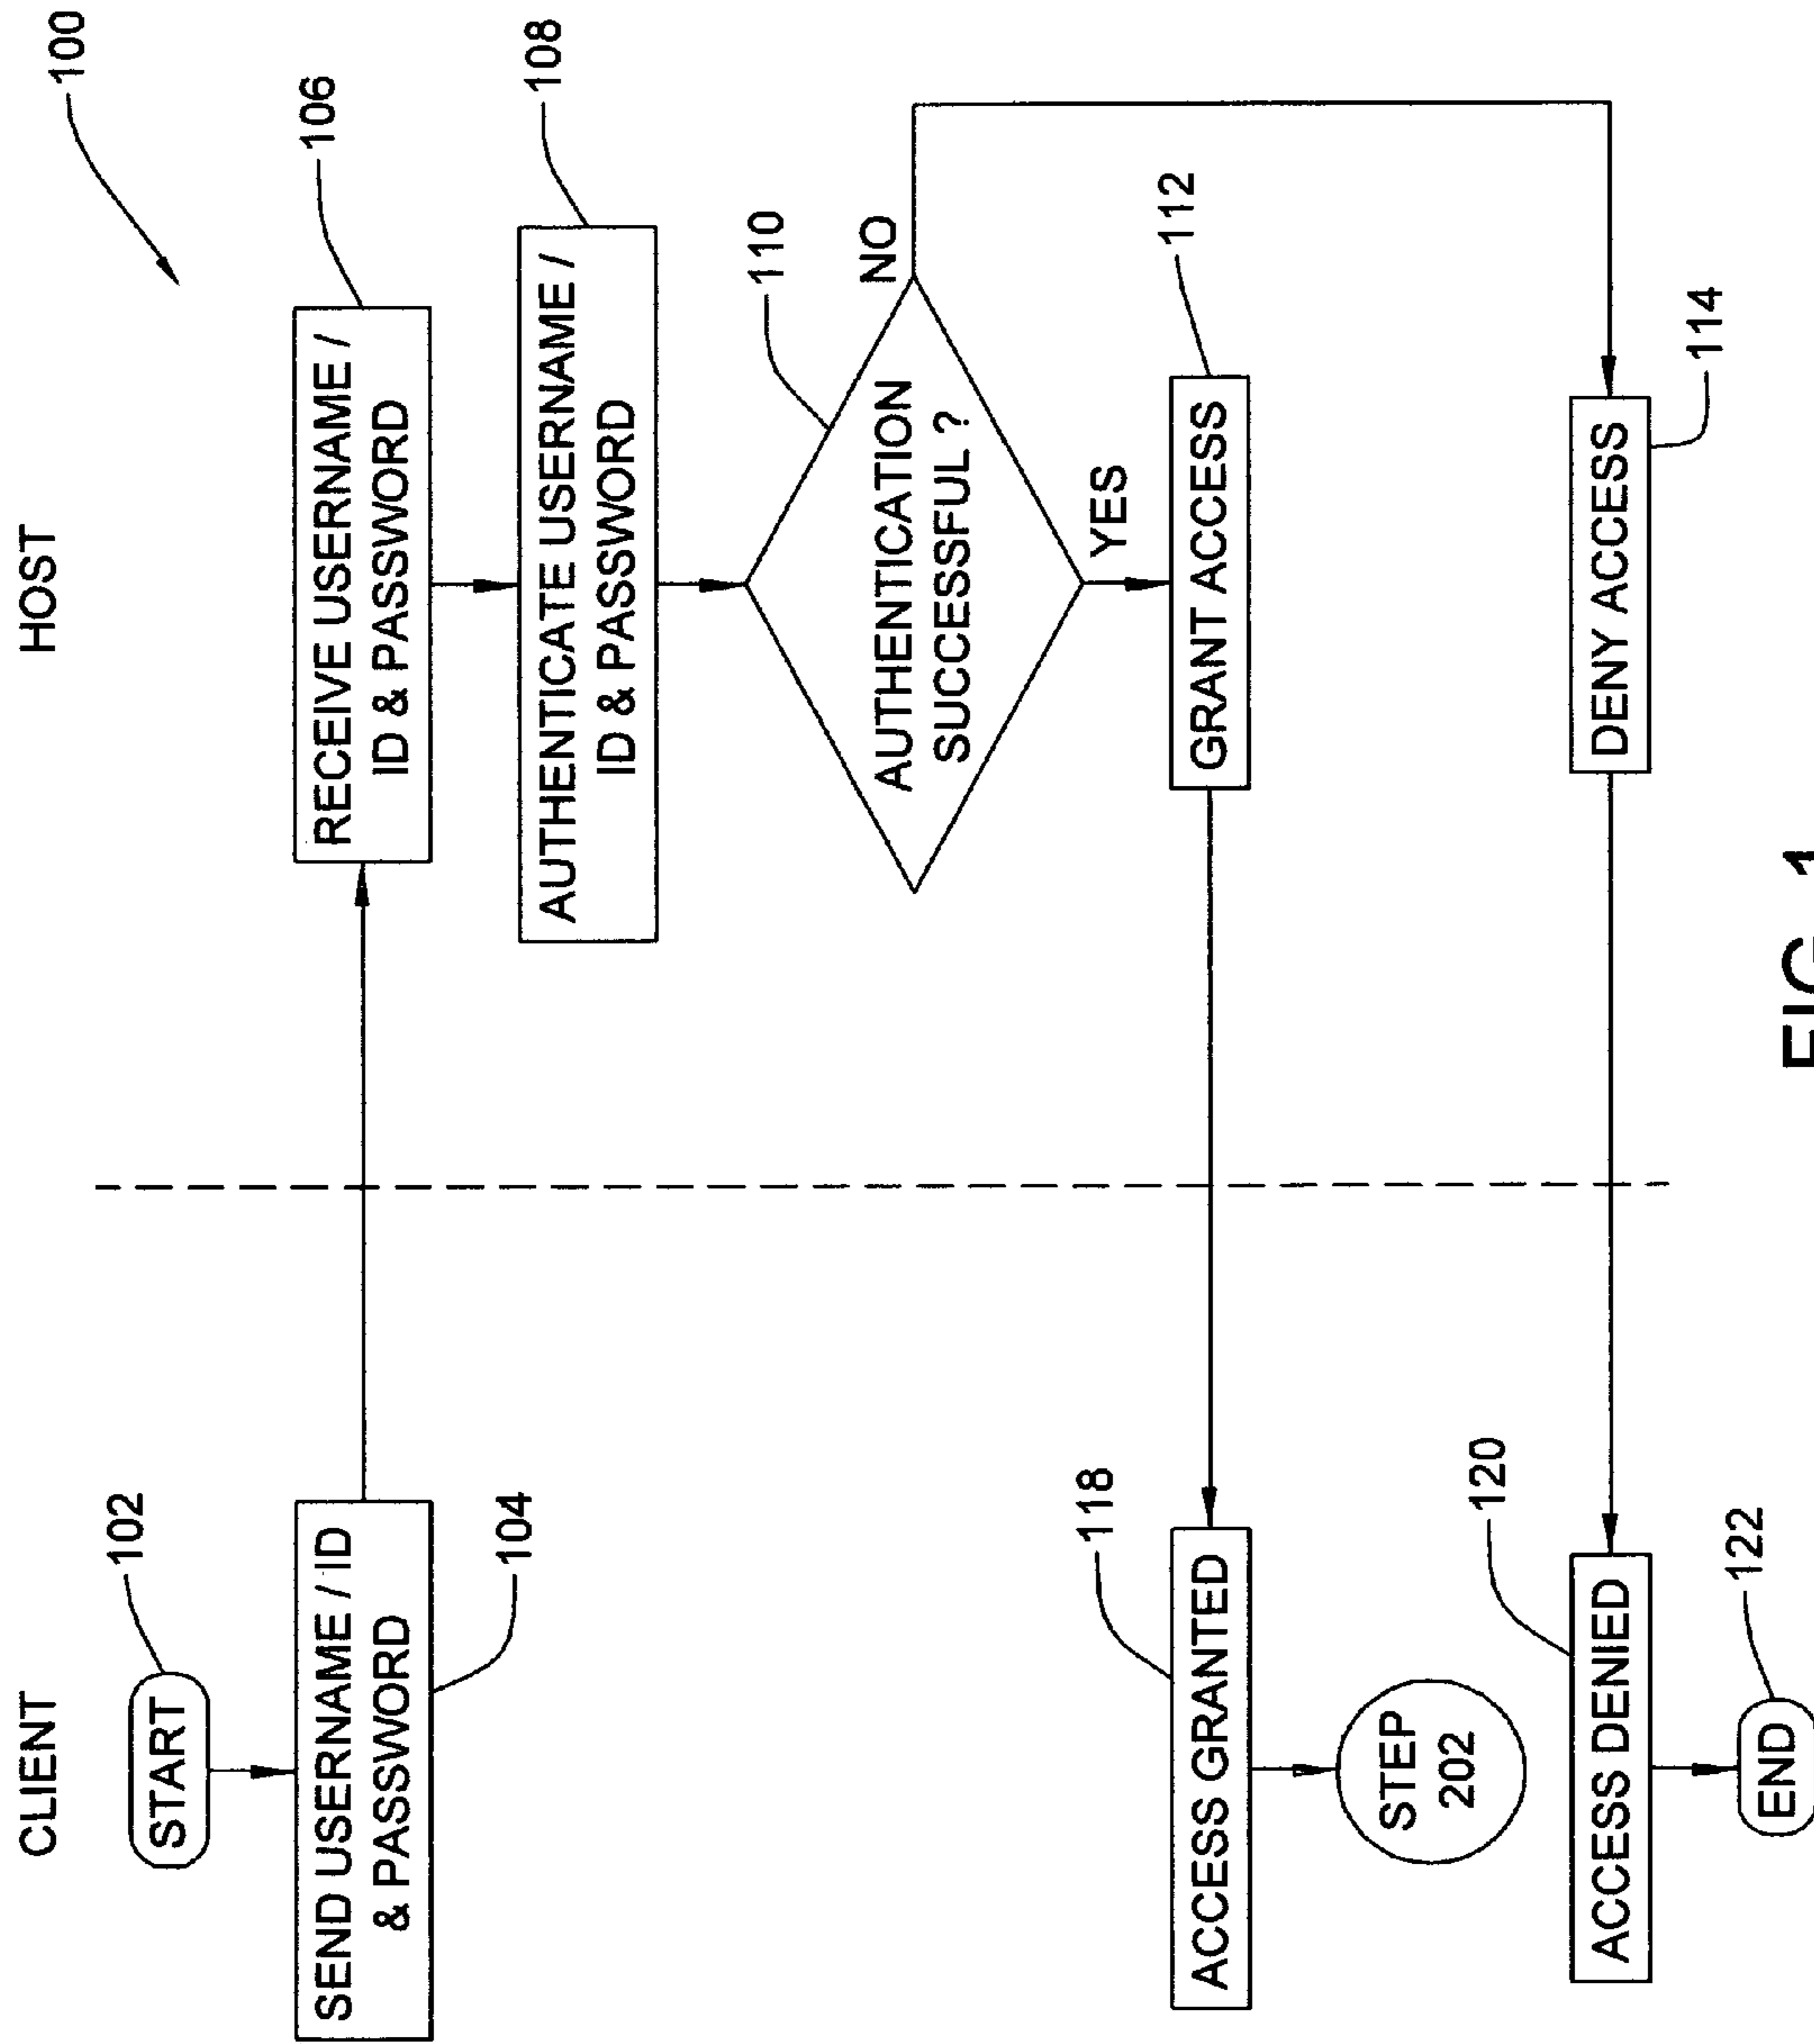 CLIENT
HOST
100
START
102
SEND USERNAME / ID
& PASSWORD
104
RECEIVE USERNAME /
ID & PASSWORD
106
AUTHENTICATE USERNAME /
ID & PASSWORD
108
AUTHENTICATION
SUCCESSFUL ?
110
NO
YES
GRANT ACCESS
112
ACCESS GRANTED
118
STEP
202
DENY ACCESS
114
ACCESS DENIED
120
END
122
FIG. 1